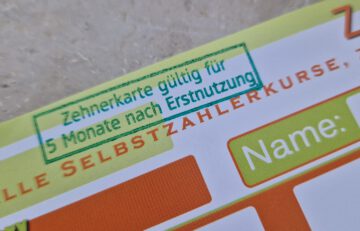 Z
Zehnerkarte gültig für
5 Monate nach Erstnutzung
LLE SELBSTZAHLERKURSE,
Name: